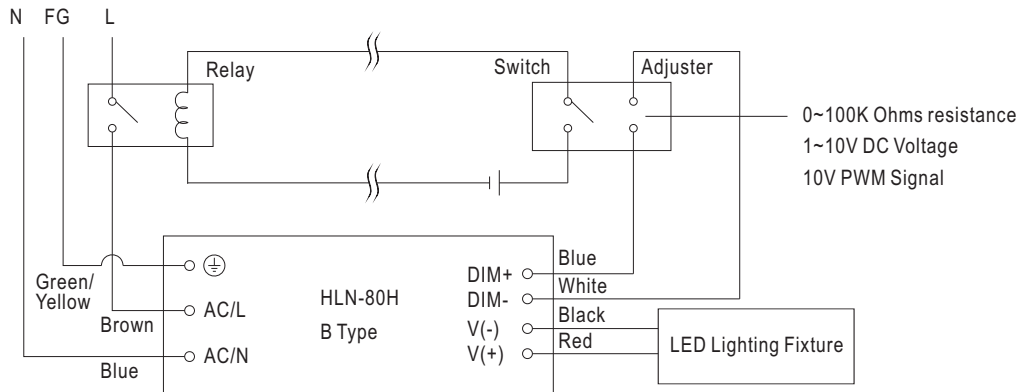 N FG L
Relay
Switch
Adjuster
0~100K Ohms resistance
1~10V DC Voltage
10V PWM Signal
Green/
Yellow
Brown
Blue
AC/L
AC/N
HLN-80H
B Type
DIM+
DIM-
V(-)
V(+)
Blue
White
Black
Red
LED Lighting Fixture